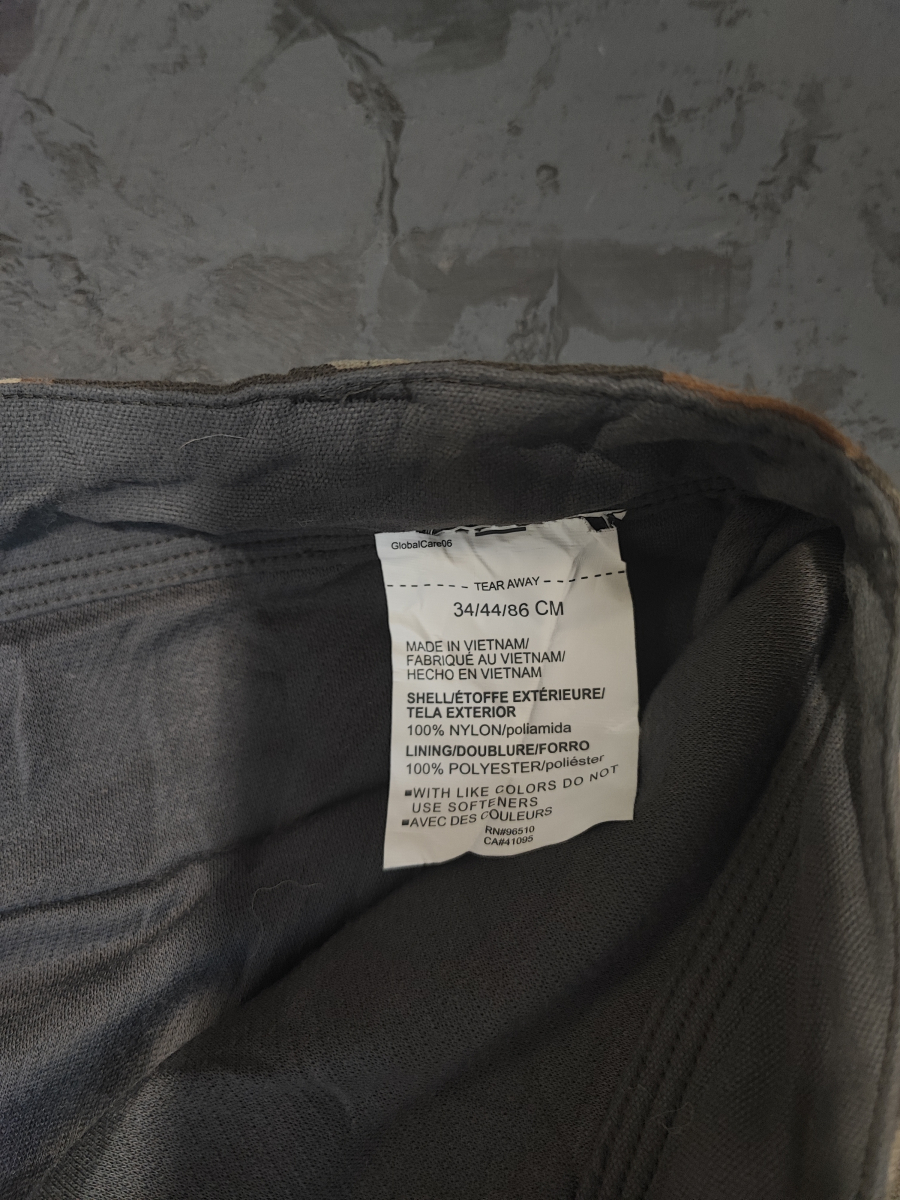 GlobalCare06
TEAR AWAY
34/44/86 CM
MADE IN VIETNAM/
FABRIQUÉ AU VIETNAM/
HECHO EN VIETNAM
SHELL/ÉTOFFE EXTÉRIEURE/
TELA EXTERIOR
100% NYLON/poliamida
LINING/DOUBLURE/FORRO
100% POLYESTER/poliéster
■WITH LIKE COLORS DO NOT
USE SOFTENERS
■AVEC DES COULEURS
RN#96510
CA#41095